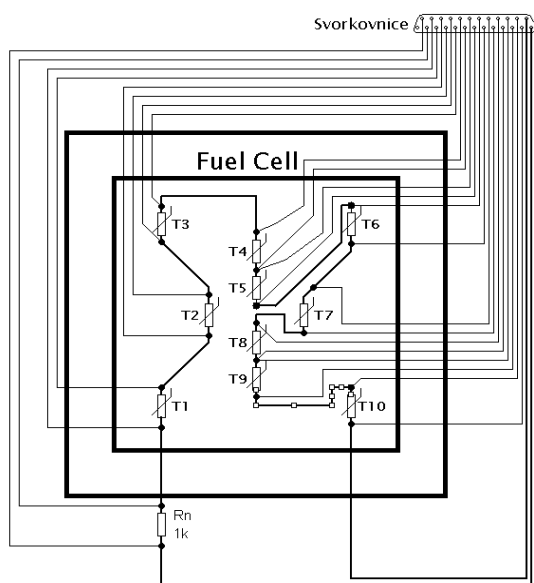 Svorkovnice
Fuel Cell
T3
T6
T4
T5
T2
T7
T8
T9
T1
T10
Rn
1k